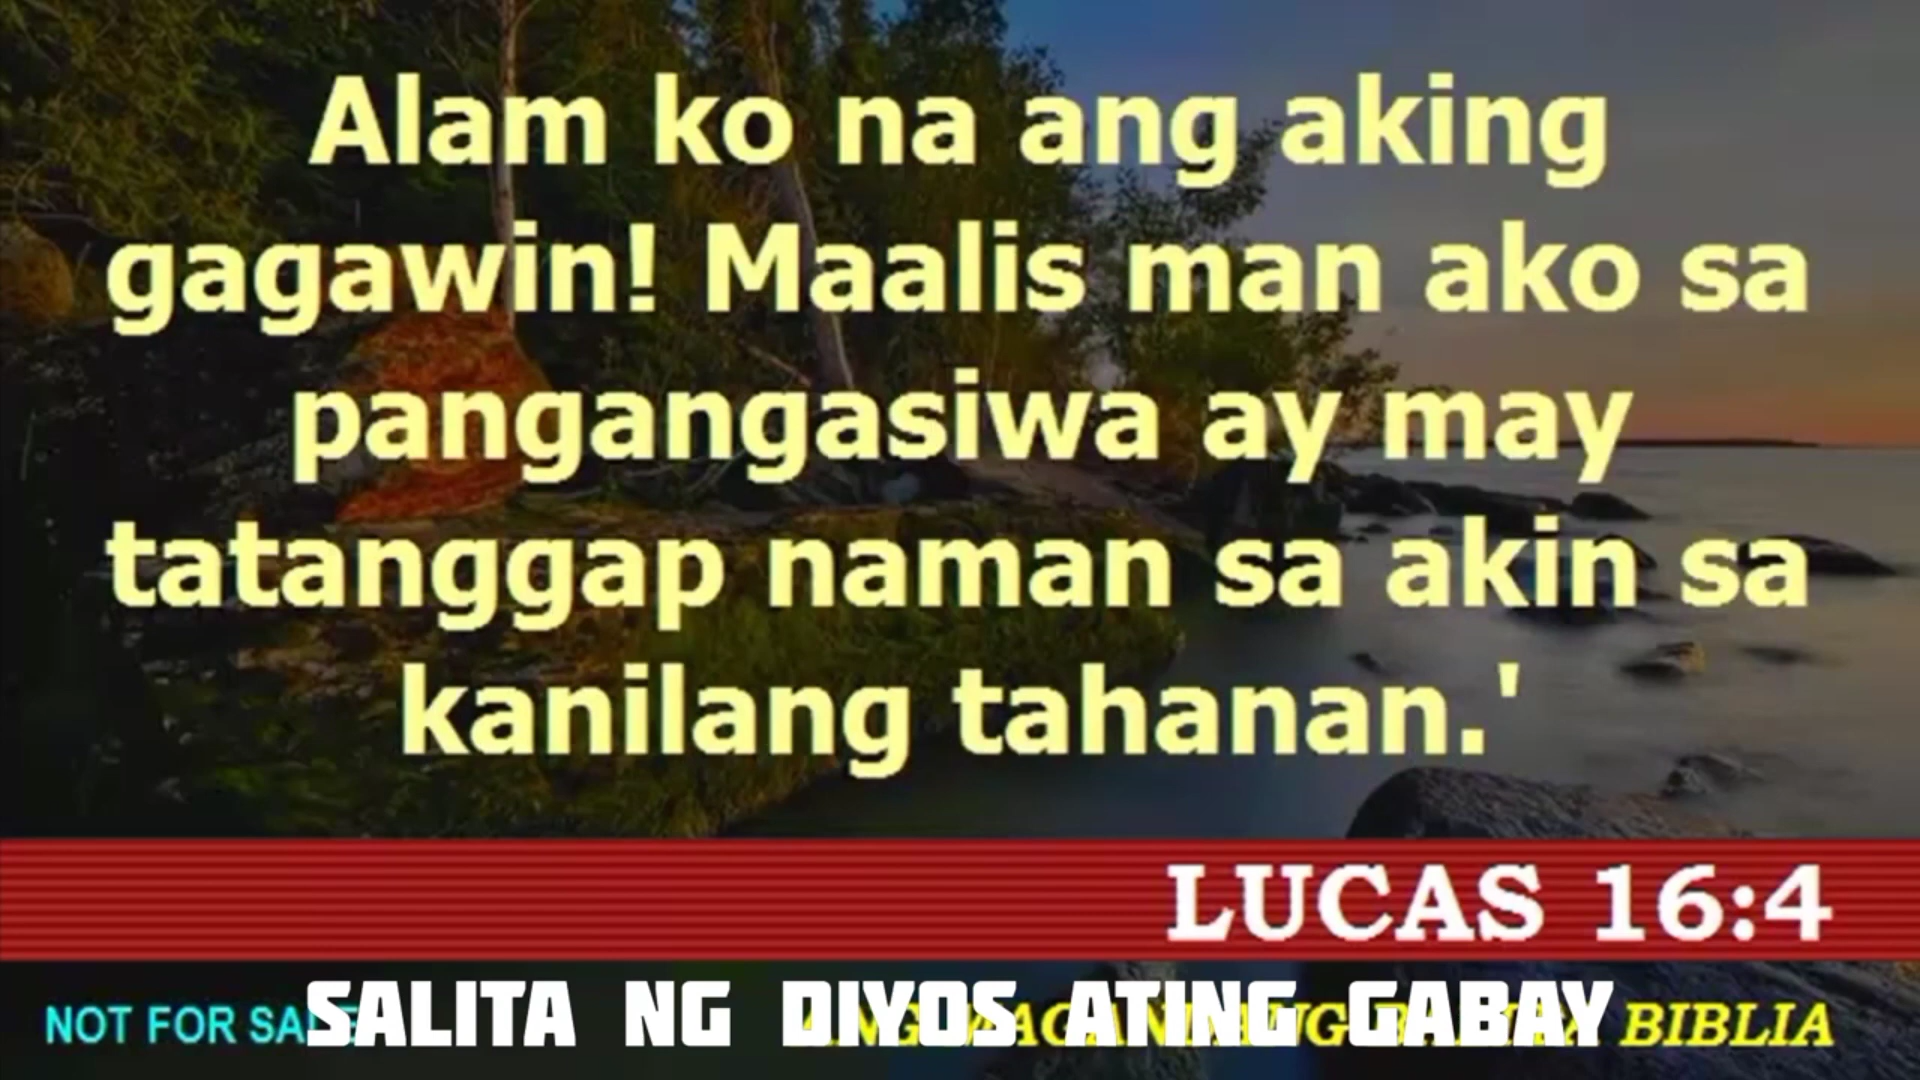 Alam ko na ang aking
gagawin! Maalis man ako sa
pangangasiwa ay may
tatanggap naman sa akin sa
kanilang tahanan.'
LUCAS 16:4
NOT FOR
SALITA NG DIYOS ATING GABAY
BIBLIA